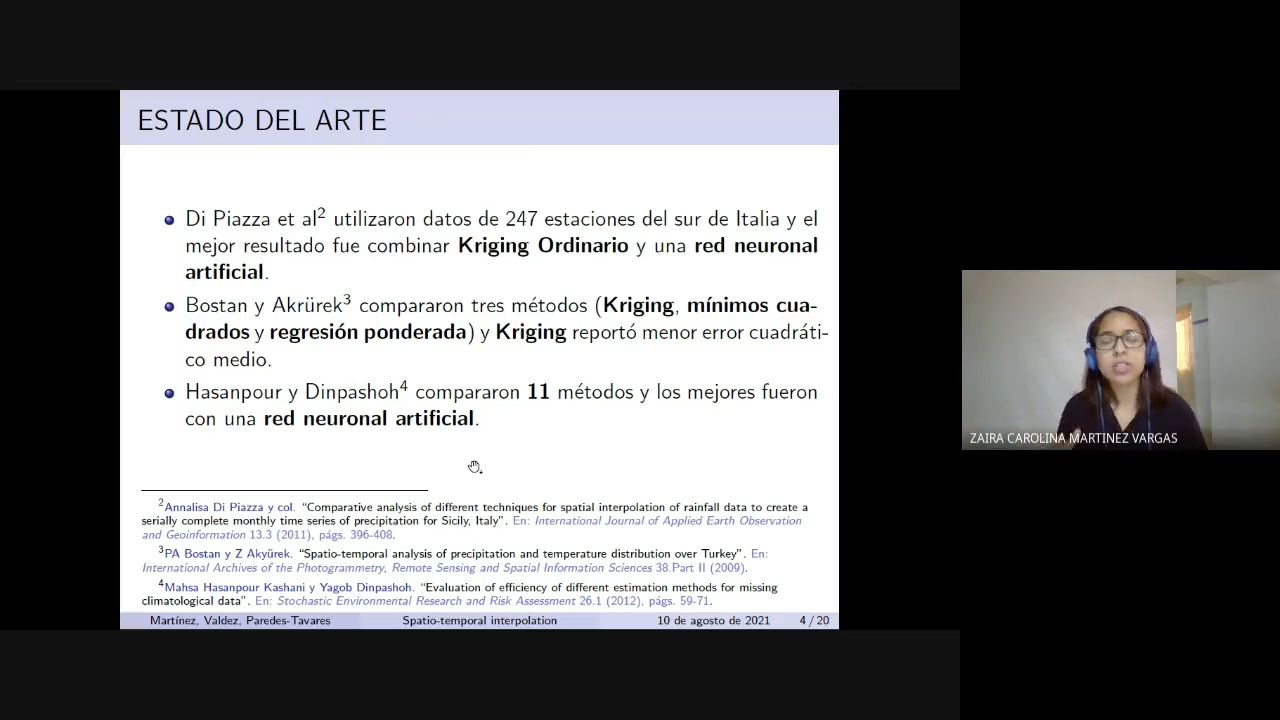 ESTADO DEL ARTE
Di Piazza et al2 utilizaron datos de 247 estaciones del sur de Italia y el
mejor resultado fue combinar Kriging Ordinario y una red neuronal
artificial.
Bostan y Akrürek3 compararon tres métodos (Kriging, mínimos cua-
drados y regresión ponderada) y Kriging reportó menor error cuadráti-
co medio.
Hasanpour y Dinpashoh4 compararon 11 métodos y los mejores fueron
con una red neuronal artificial.
2Annalisa Di Piazza y col. “Comparative analysis of different techniques for spatial interpolation of rainfall data to create a
serially complete monthly time series of precipitation for Sicily, Italy”. En: International Journal of Applied Earth Observation
and Geoinformation 13.3 (2011), págs. 396-408.
3PA Bostan y Z Akyürek. “Spatio-temporal analysis of precipitation and temperature distribution over Turkey”. En:
International Archives of the Photogrammetry, Remote Sensing and Spatial Information Sciences 38.Part II (2009).
4Mahsa Hasanpour Kashani y Yagob Dinpashoh. “Evaluation of efficiency of different estimation methods for missing
climatological data”. En: Stochastic Environmental Research and Risk Assessment 26.1 (2012), págs. 59-71.
Martínez, Valdez, Paredes-Tavares Spatio-temporal interpolation 10 de agosto de 2021 4 / 20
ZAIRA CAROLINA MARTINEZ VARGAS